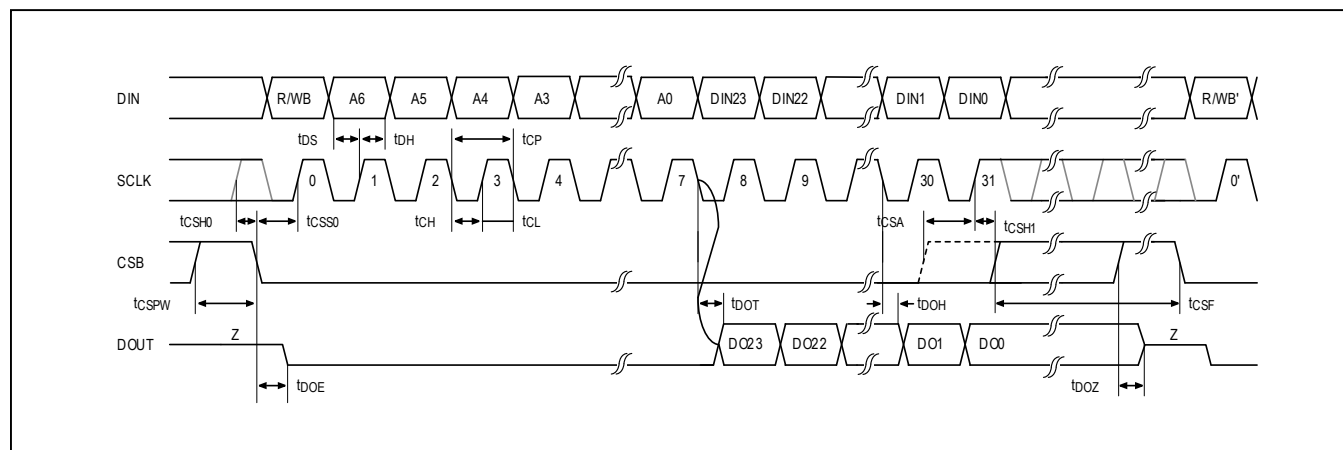 DIN R/WB A6 A5 A4 A3 A0 DIN23 DIN22 DIN1 DIN0 R/WB'
tDS tDH tCP
SCLK 0 1 2 3 4 7 8 9 30 31 0'
tCSH0 tCSS0 tCH tCL tCSA tCSH1
CSB
tCSPW tDOT tDOH tCSF
DOUT Z DO23 DO22 DO1 DO0 Z
tDOE tDOZ